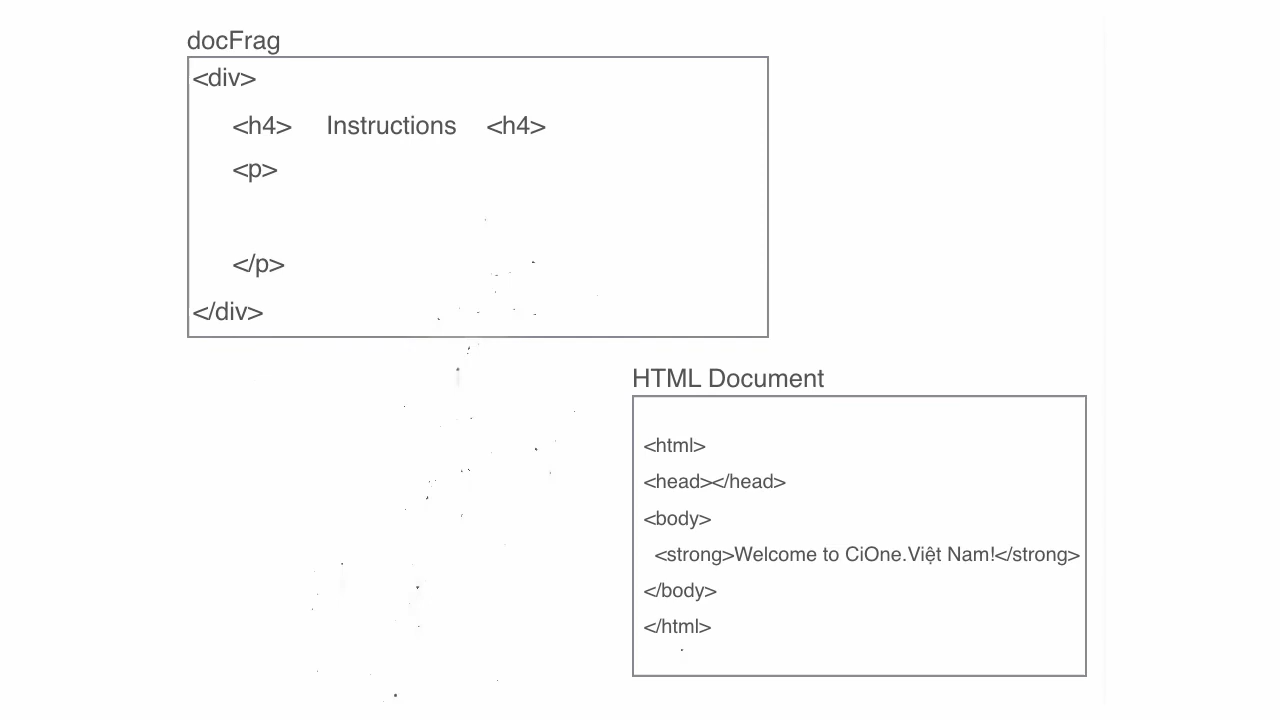 docFrag
<div>
<h4> Instructions <h4>
<p>
</p>
</div>
HTML Document
<html>
<head></head>
<body>
<strong>Welcome to CiOne.Việt Nam!</strong>
</body>
</html>